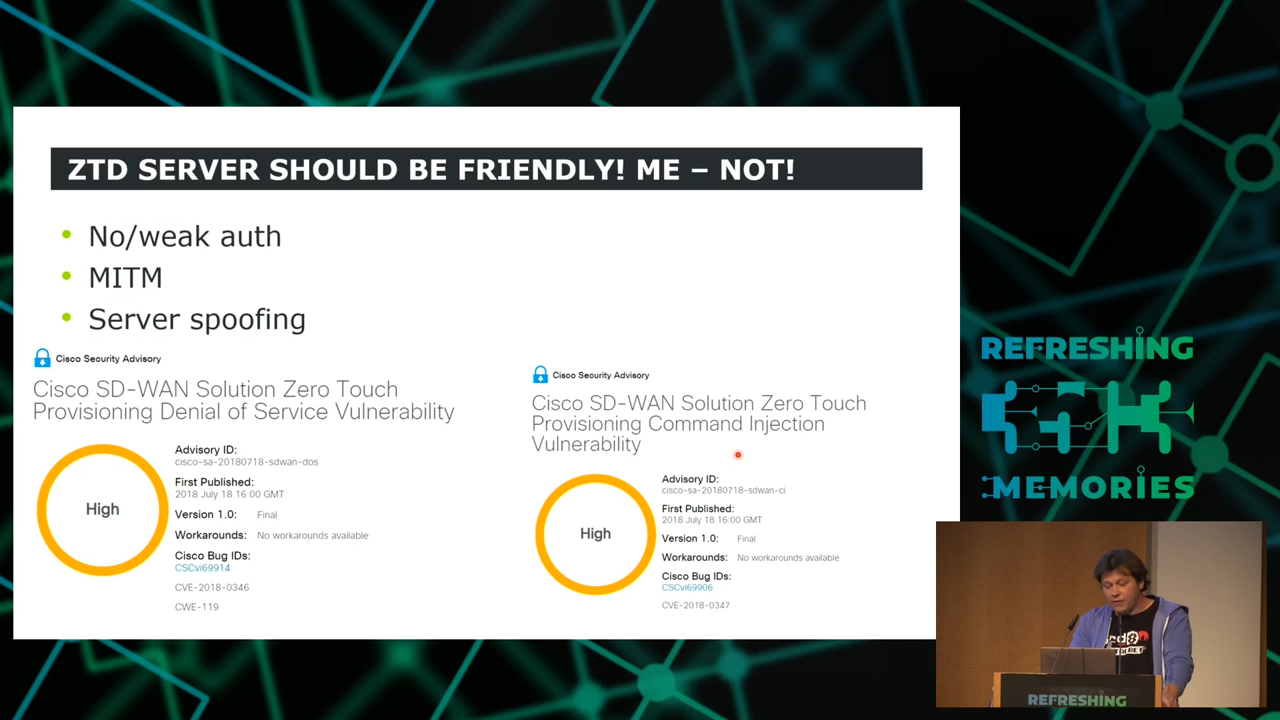 ZTD SERVER SHOULD BE FRIENDLY! ME – NOT!
• No/weak auth
• MITM
• Server spoofing
Cisco Security Advisory
Cisco SD-WAN Solution Zero Touch
Provisioning Denial of Service Vulnerability
High
Advisory ID:
cisco-sa-20180718-sdwan-dos
First Published:
2018 July 18 16:00 GMT
Version 1.0: Final
Workarounds: No workarounds available
Cisco Bug IDs:
CSCvi69914
CVE-2018-0346
CWE-119
Cisco Security Advisory
Cisco SD-WAN Solution Zero Touch
Provisioning Command Injection
Vulnerability
High
Advisory ID:
cisco-sa-20180718-sdwan-ci
First Published:
2018 July 18 16:00 GMT
Version 1.0: Final
Workarounds: No workarounds available
Cisco Bug IDs:
CSCvi69906
CVE-2018-0347
REFRESHING
MEMORIES
REFRESHING